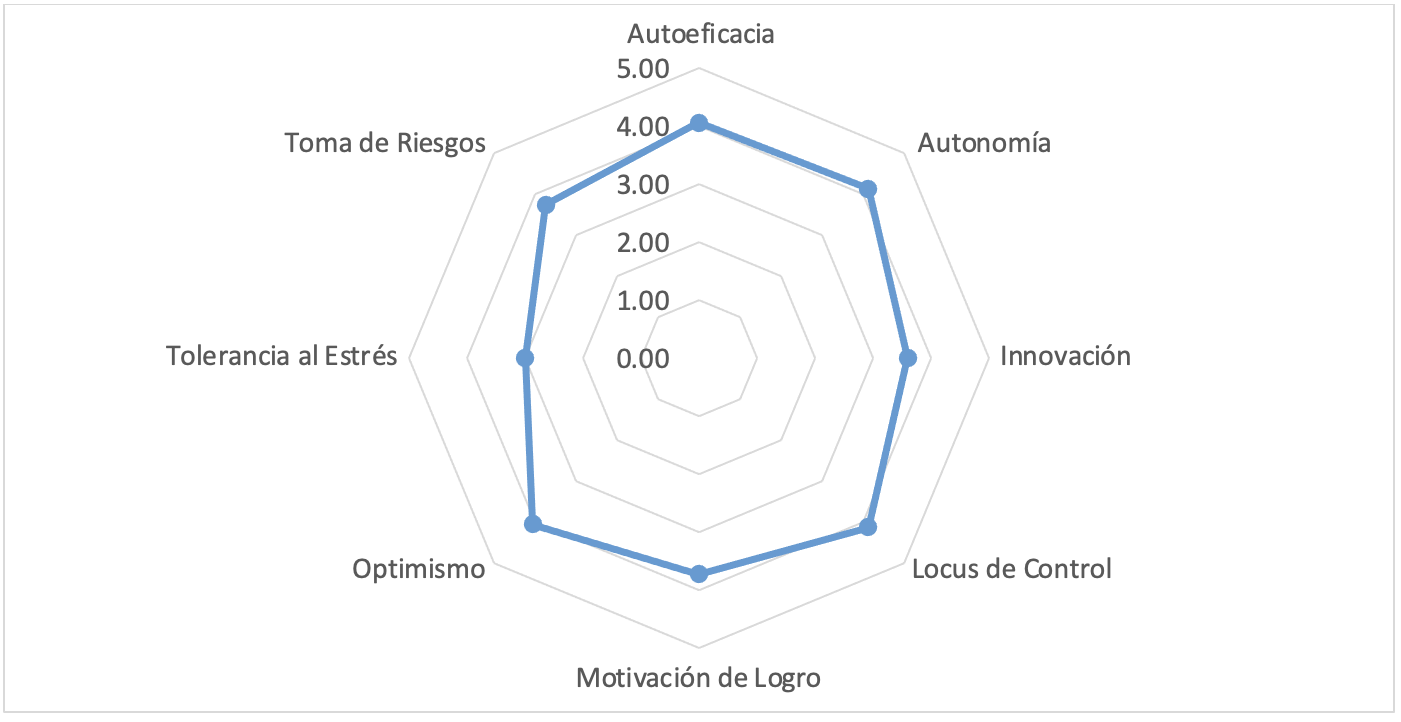 Autoeficacia
5.00
Toma de Riesgos
4.00
Autonomía
3.00
2.00
1.00
Tolerancia al Estrés
0.00
Innovación
Optimismo
Locus de Control
Motivación de Logro